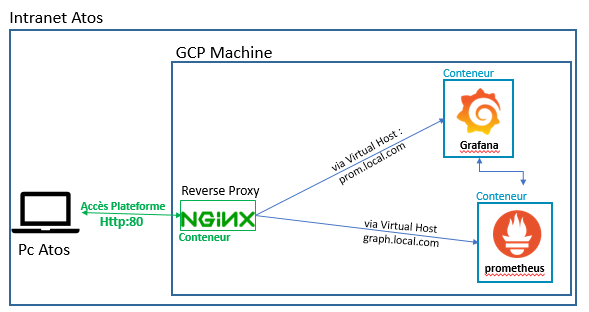 Intranet Atos
GCP Machine
Conteneur
Grafana
via Virtual Host :
prom.local.com
Reverse Proxy
Accès Plateforme
Http:80
NGINX
Conteneur
Pc Atos
via Virtual Host
graph.local.com
Conteneur
prometheus